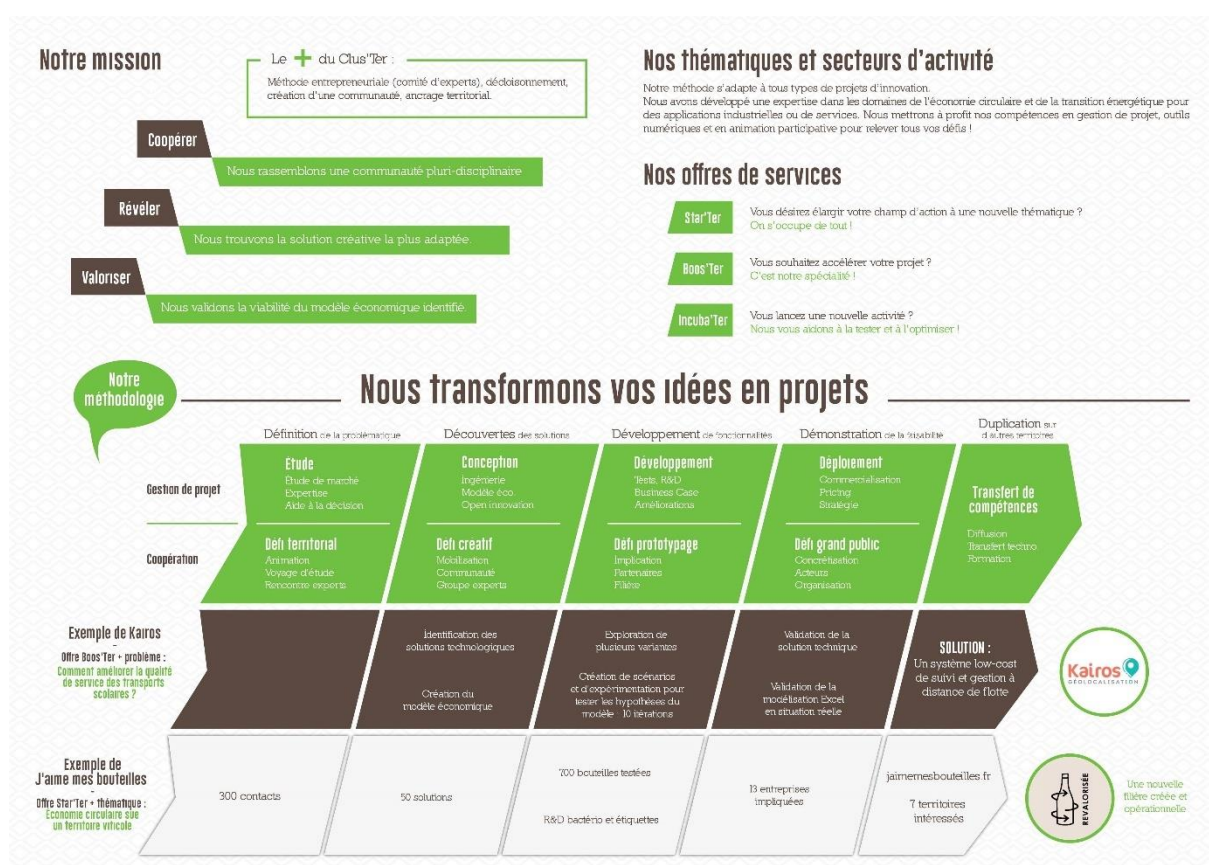 Notre mission
Le + du Clus'Ter :
Méthode entrepreneuriale (comité d'experts), décloisonnement,
création d'une communauté, ancrage territorial.
Coopérer
Nous rassemblons une communauté pluri-disciplinaire
Révéler
Nous trouvons la solution créative la plus adaptée.
Valoriser
Nous validons la viabilité du modèle économique identifié.
Nos thématiques et secteurs d'activité
Notre méthode s'adapte à tous types de projets d'innovation.
Nous avons développé une expertise dans les domaines de l'économie circulaire et de la transition énergétique pour
des applications industrielles ou de services. Nous mettrons à profit nos compétences en gestion de projet, outils
numériques et en animation participative pour relever tous vos défis !
Nos offres de services
Star'Ter
Vous désirez élargir votre champ d'action à une nouvelle thématique ?
On s'occupe de tout !
Boos'Ter
Vous souhaitez accélérer votre projet ?
C'est notre spécialité !
Incuba'Ter
Vous lancez une nouvelle activité ?
Nous vous aidons à la tester et à l'optimiser !
Notre
méthodologie
Nous transformons vos idées en projets
Définition de la problématique
Découvertes des solutions
Développement de fonctionnalités
Démonstration de la faisabilité
Duplication sur
d'autres territoires
Gestion de projet
Étude
Étude de marché
Expertise
Aide à la décision
Conception
Ingénierie
Modèle éco.
Open innovation
Développement
Tests, R&D
Business Case
Améliorations
Déploiement
Commercialisation
Pricing
Stratégie
Transfert de
compétences
Diffusion
Transfert techno.
Formation
Coopération
Défi territorial
Animation
Voyage d'étude
Rencontre experts
Défi créatif
Mobilisation
Communauté
Groupe experts
Défi prototypage
Implication
Partenaires
Filière
Défi grand public
Concrétisation
Acteurs
Organisation
Exemple de Kairos
-
Offre Boos'Ter + problème :
Comment améliorer la qualité
de service des transports
scolaires ?
Identification des
solutions technologiques
Création du
modèle économique
Exploration de
plusieurs variantes
Création de scénarios
et d'expérimentation pour
tester les hypothèses du
modèle : 10 itérations
Validation de la
solution technique
Validation de la
modélisation Excel
en situation réelle
SOLUTION :
Un système low-cost
de suivi et gestion à
distance de flotte
Kairos
GÉOLOCALISATION
Exemple de
J'aime mes bouteilles
-
Offre Star'Ter + thématique :
Economie circulaire sue
un territoire viticole
300 contacts
50 solutions
700 bouteilles testées
R&D bactério et étiquettes
13 entreprises
impliquées
jaimemesbouteilles.fr
7 territoires
intéressés
REVALORISÉE
Une nouvelle
filière créée et
opérationnelle